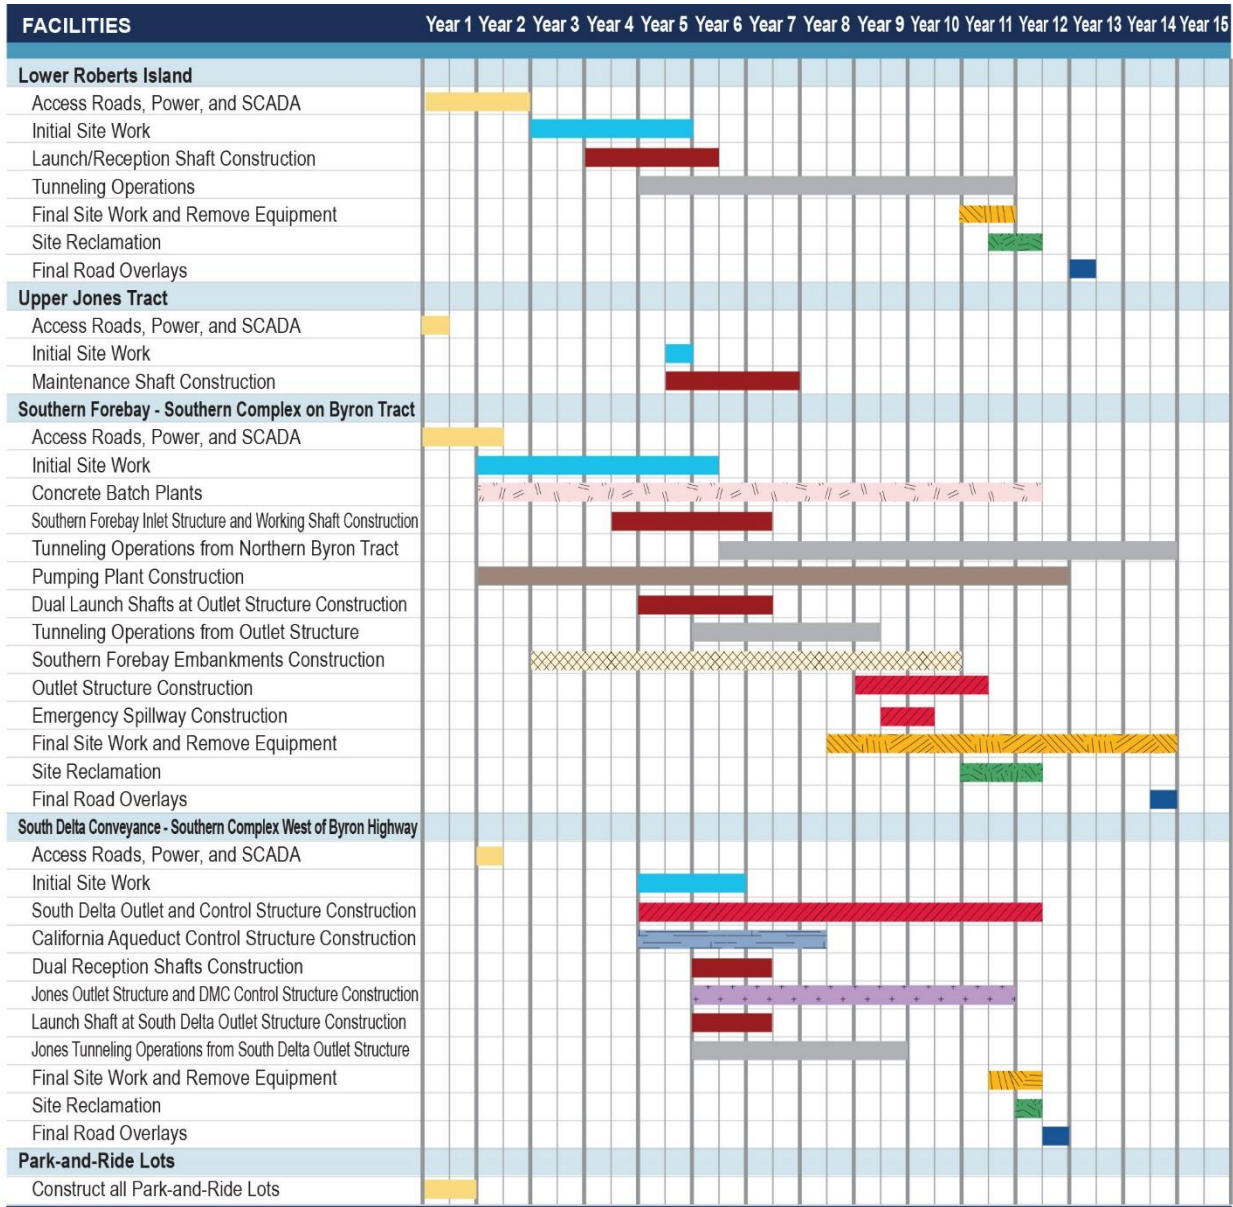 FACILITIES Year 1 Year 2 Year 3 Year 4 Year 5 Year 6 Year 7 Year 8 Year 9 Year 10 Year 11 Year 12 Year 13 Year 14 Year 15
Lower Roberts Island
Access Roads, Power, and SCADA
Initial Site Work
Launch/Reception Shaft Construction
Tunneling Operations
Final Site Work and Remove Equipment
Site Reclamation
Final Road Overlays
Upper Jones Tract
Access Roads, Power, and SCADA
Initial Site Work
Maintenance Shaft Construction
Southern Forebay - Southern Complex on Byron Tract
Access Roads, Power, and SCADA
Initial Site Work
Concrete Batch Plants
Southern Forebay Inlet Structure and Working Shaft Construction
Tunneling Operations from Northern Byron Tract
Pumping Plant Construction
Dual Launch Shafts at Outlet Structure Construction
Tunneling Operations from Outlet Structure
Southern Forebay Embankments Construction
Outlet Structure Construction
Emergency Spillway Construction
Final Site Work and Remove Equipment
Site Reclamation
Final Road Overlays
South Delta Conveyance - Southern Complex West of Byron Highway
Access Roads, Power, and SCADA
Initial Site Work
South Delta Outlet and Control Structure Construction
California Aqueduct Control Structure Construction
Dual Reception Shafts Construction
Jones Outlet Structure and DMC Control Structure Construction
Launch Shaft at South Delta Outlet Structure Construction
Jones Tunneling Operations from South Delta Outlet Structure
Final Site Work and Remove Equipment
Site Reclamation
Final Road Overlays
Park-and-Ride Lots
Construct all Park-and-Ride Lots